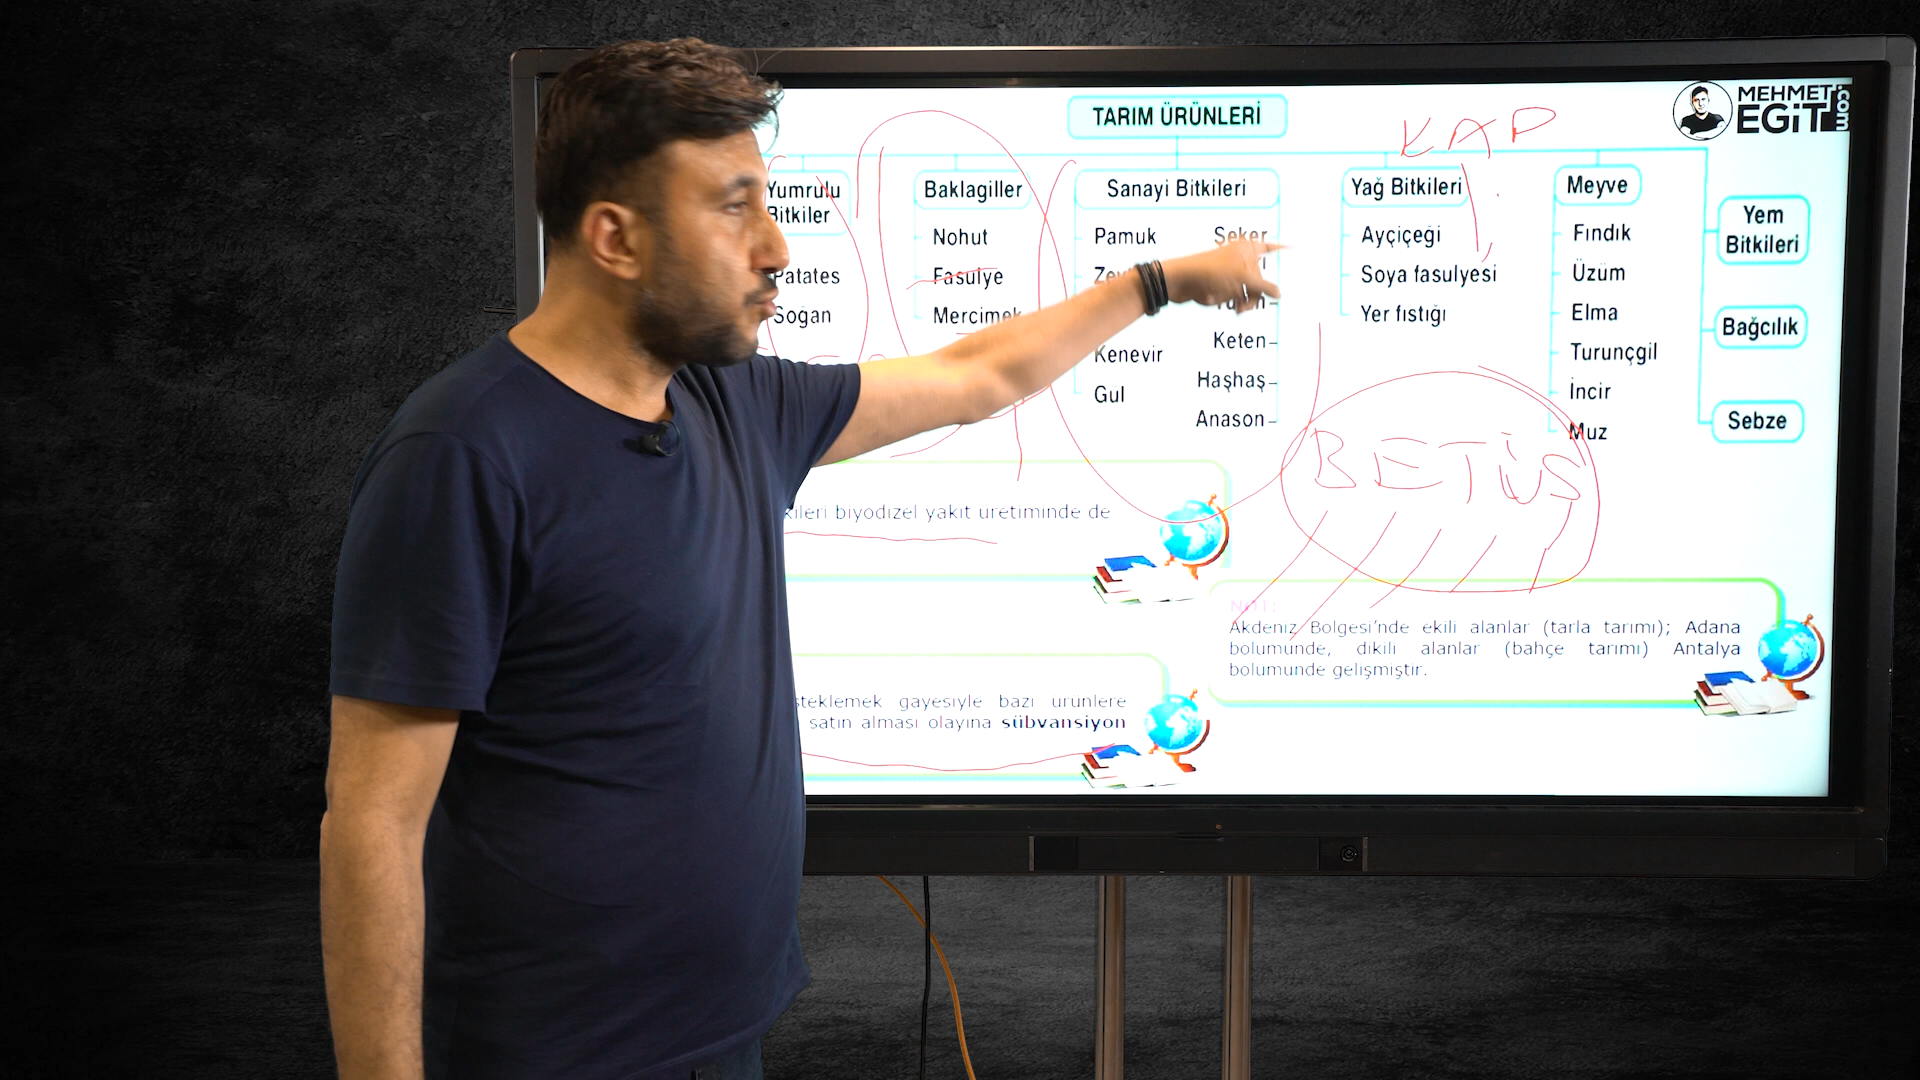 TARIM ÜRÜNLERİ
KAP
MEHMET
EGİT
.com
Yumrulu
Bitkiler
Patates
Soğan
Baklagiller
Nohut
Fasulye
Mercimek
Sanayi Bitkileri
Pamuk
Kenevir
Gul
Şeker
Keten
Haşhaş
Anason
Yağ Bitkileri
Ayçiçeği
Soya fasulyesi
Yer fıstığı
Meyve
Fındık
Üzüm
Elma
Turunçgil
İncir
Muz
Yem
Bitkileri
Bağcılık
Sebze
BETÜS
biyodizel yakıt uretiminde de
gayesiyle bazı urunlere
satın alması olayına sübvansiyon
NOT:
Akdeniz Bolgesi'nde ekili alanlar (tarla tarımı); Adana
bolumunde, dikili alanlar (bahçe tarımı) Antalya
bolumunde gelişmiştir.